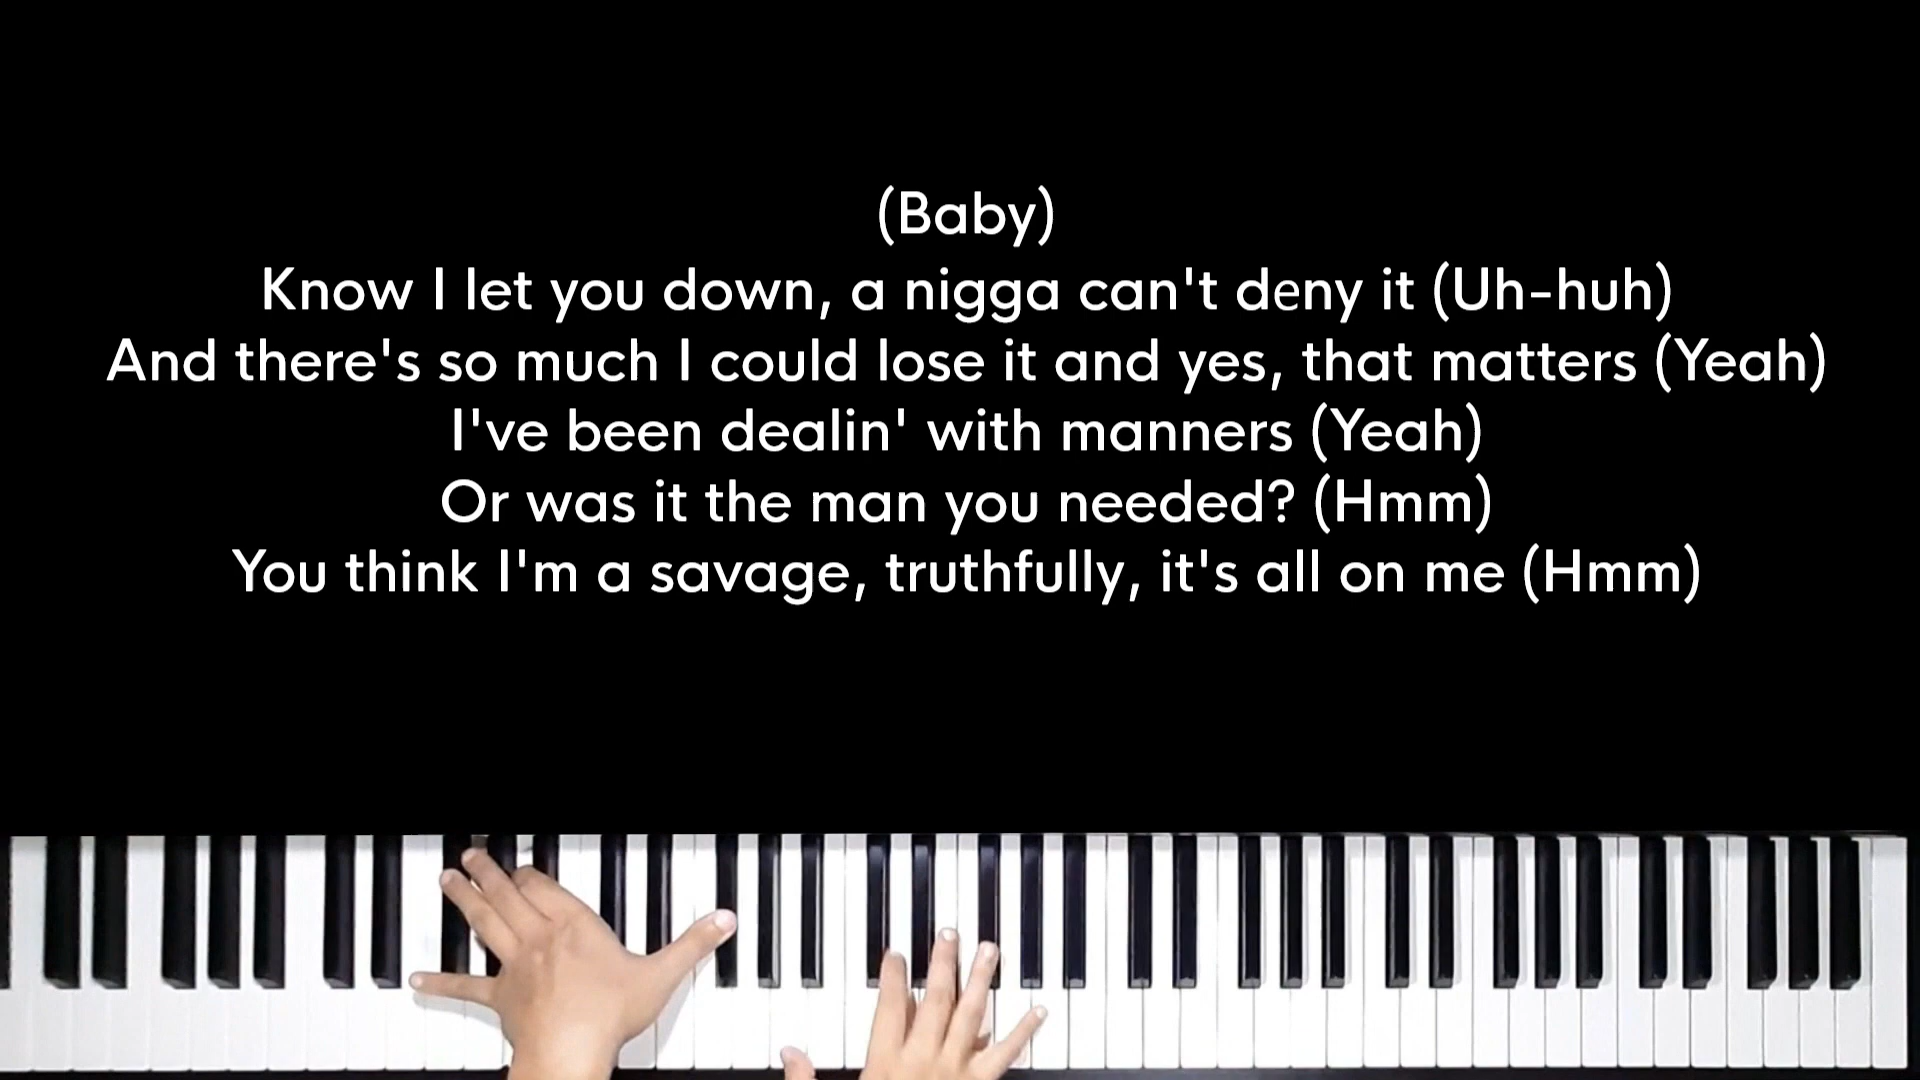 (Baby)
Know I let you down, a nigga can't deny it (Uh-huh)
And there's so much I could lose it and yes, that matters (Yeah)
I've been dealin' with manners (Yeah)
Or was it the man you needed? (Hmm)
You think I'm a savage, truthfully, it's all on me (Hmm)